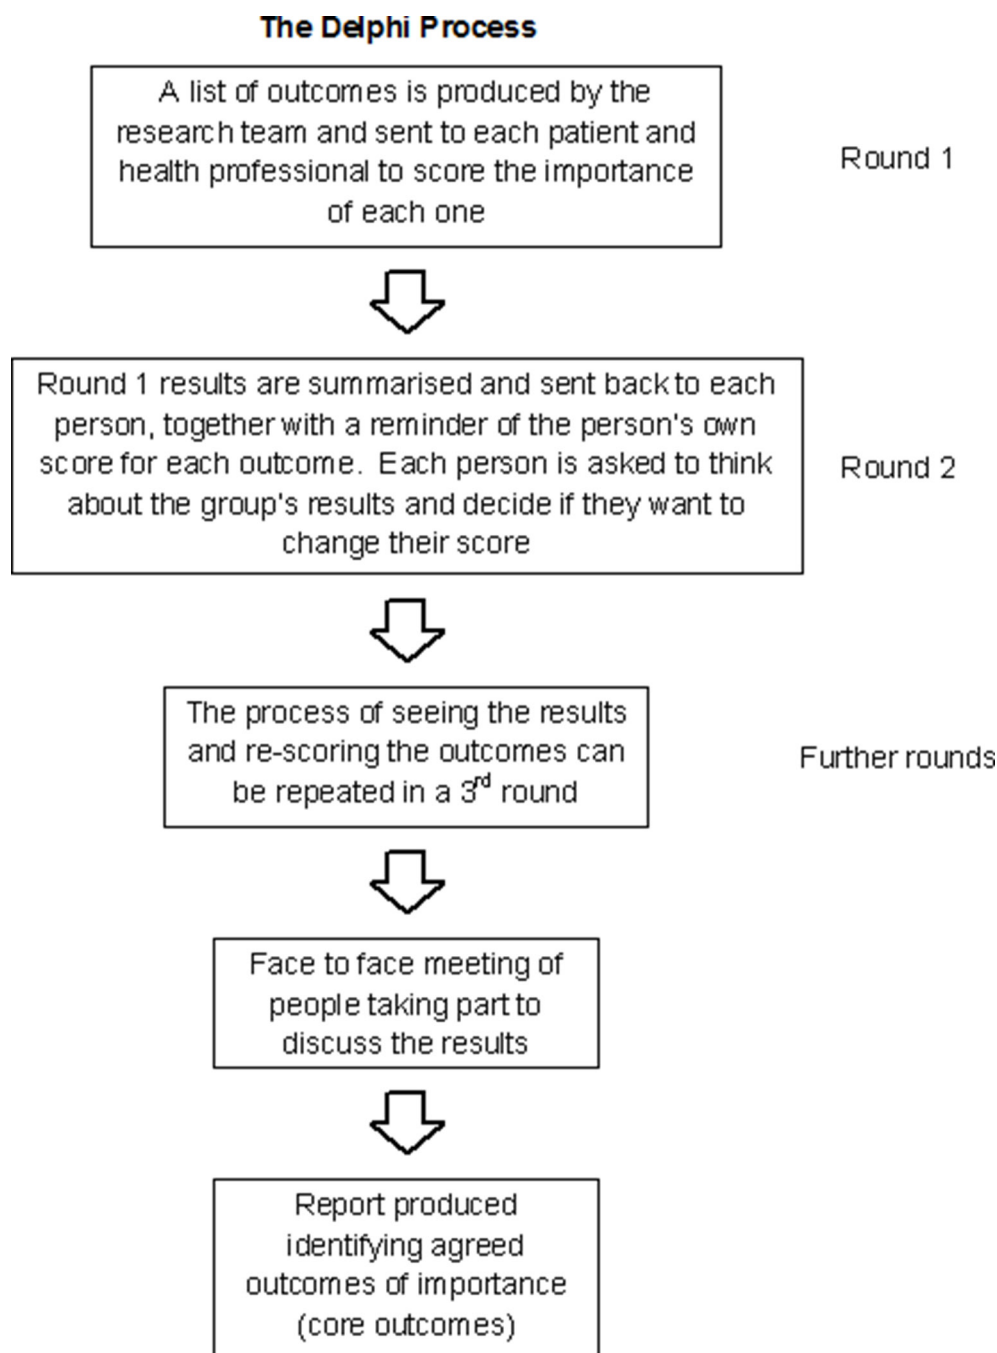 The Delphi Process
A list of outcomes is produced by the
research team and sent to each patient and
health professional to score the importance
of each one
Round 1
Round 1 results are summarised and sent back to each
person, together with a reminder of the person's own
score for each outcome.  Each person is asked to think
about the group's results and decide if they want to
change their score
Round 2
The process of seeing the results
and re-scoring the outcomes can
be repeated in a 3rd round
Further rounds
Face to face meeting of
people taking part to
discuss the results
Report produced
identifying agreed
outcomes of importance
(core outcomes)